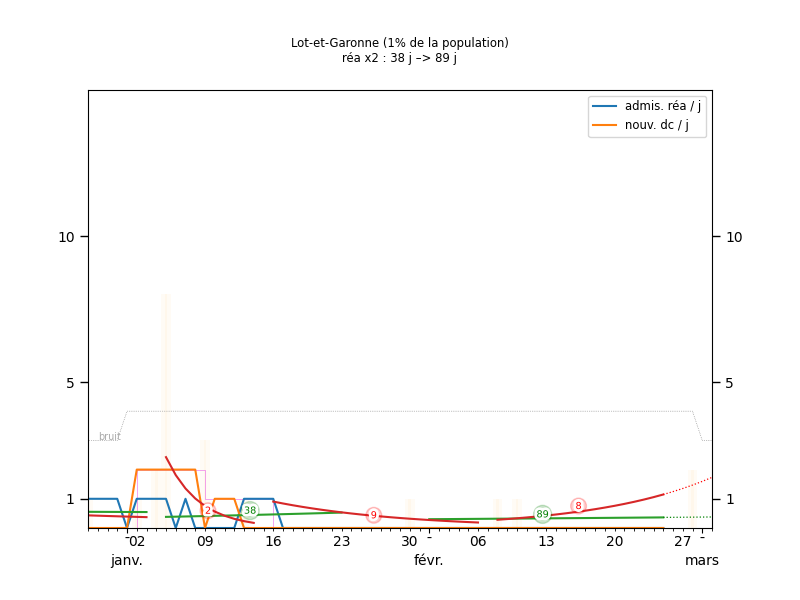 Lot-et-Garonne (1% de la population)
réa x2 : 38 j –> 89 j
admis. réa / j
nouv. dc / j
10 10
5 5
bruit
1 1
2 38 9 89 8
02 09 16 23 30 06 13 20 27
janv. févr. mars